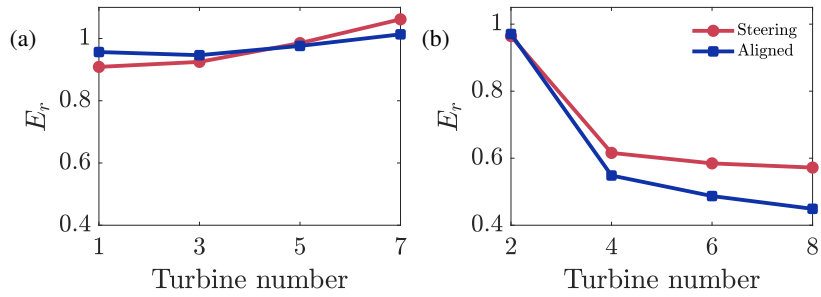 (a)
1
0.8
0.6
0.4
E_r
1
3
5
7
Turbine number
(b)
1
0.8
0.6
0.4
E_r
2
4
6
8
Turbine number
Steering
Aligned